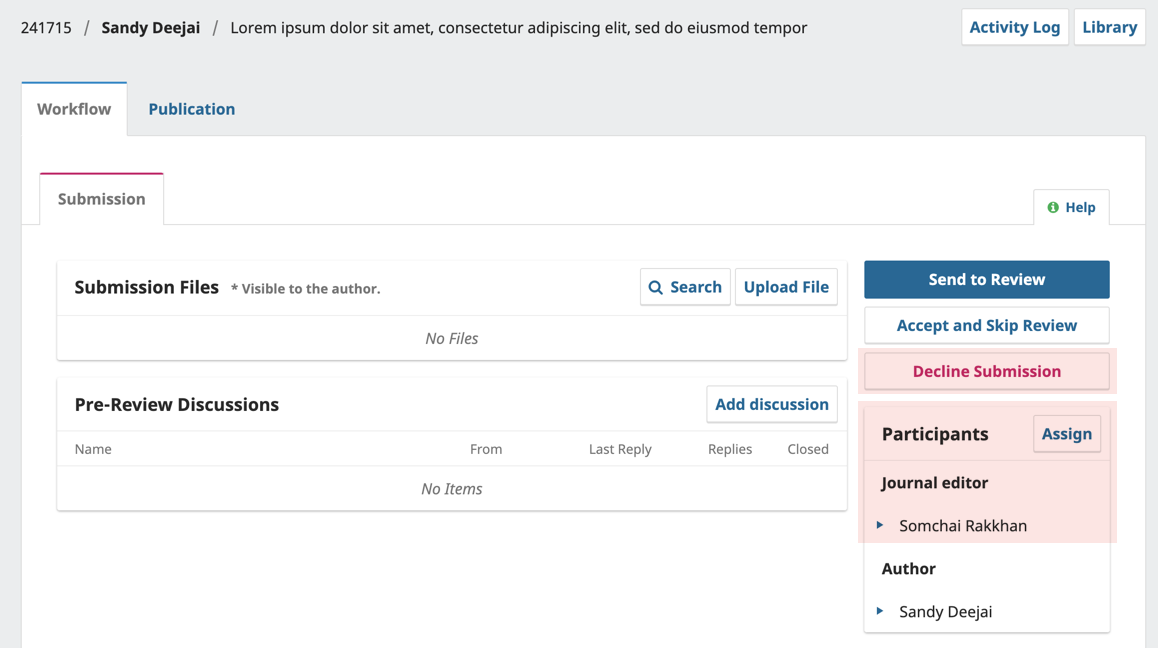 241715 / Sandy Deejai / Lorem ipsum dolor sit amet, consectetur adipiscing elit, sed do eiusmod tempor
Activity Log Library
Workflow Publication
Submission
Help
Submission Files * Visible to the author. Search Upload File
No Files
Pre-Review Discussions Add discussion
Name From Last Reply Replies Closed
No Items
Send to Review
Accept and Skip Review
Decline Submission
Participants Assign
Journal editor
Somchai Rakkhan
Author
Sandy Deejai